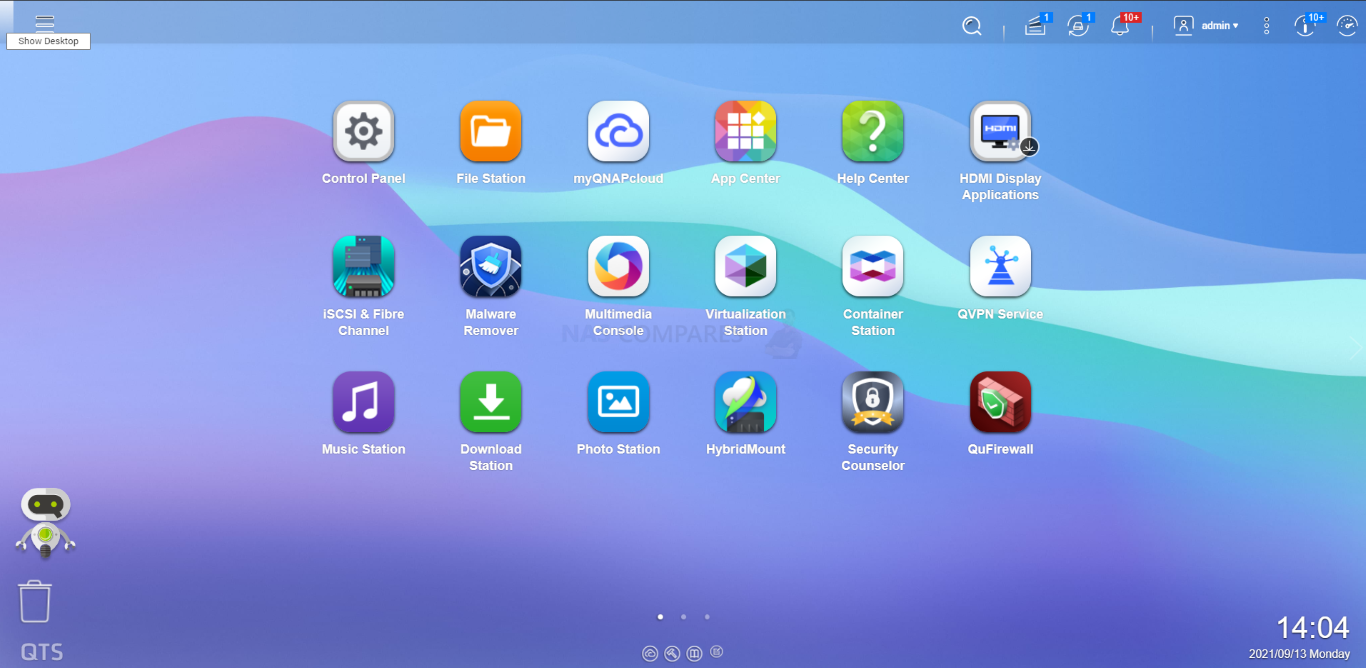 1
1
10+
admin
10+
Show Desktop
Control Panel
File Station
myQNAPcloud
App Center
Help Center
HDMI
HDMI Display
Applications
iSCSI & Fibre
Channel
Malware
Remover
Multimedia
Console
Virtualization
Station
Container
Station
QVPN Service
NAS COMPARES
Music Station
Download
Station
Photo Station
HybridMount
Security
Counselor
QuFirewall
14:04
QTS
2021/09/13 Monday